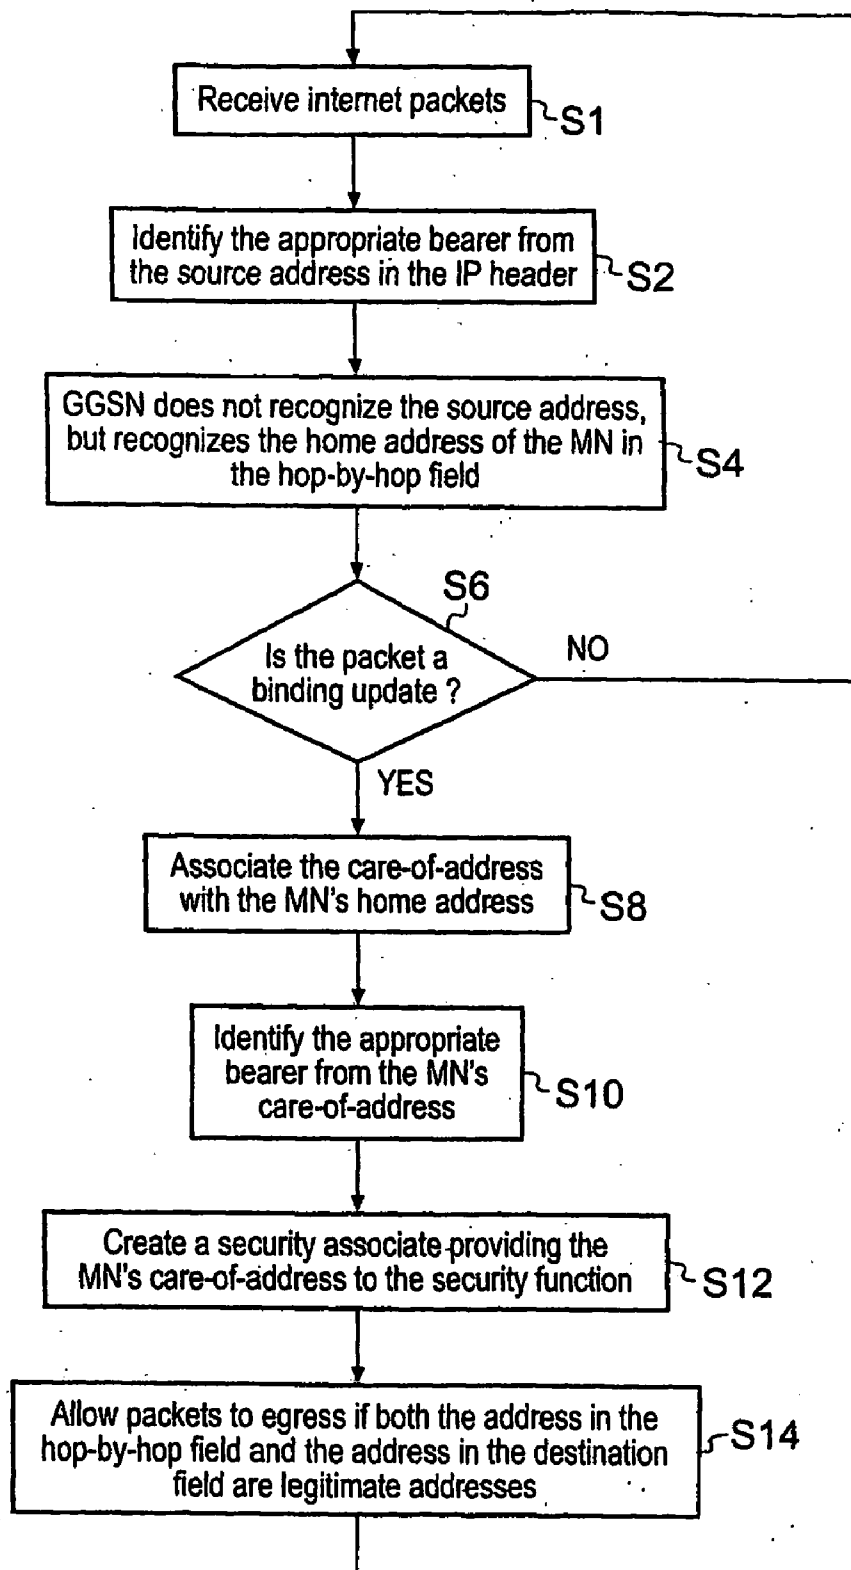 Receive internet packets
S1
Identify the appropriate bearer from
the source address in the IP header
S2
GGSN does not recognize the source address,
but recognizes the home address of the MN in
the hop-by-hop field
S4
S6
Is the packet a
binding update ?
NO
YES
Associate the care-of-address
with the MN's home address
S8
Identify the appropriate
bearer from the MN's
care-of-address
S10
Create a security associate providing the
MN's care-of-address to the security function
S12
Allow packets to egress if both the address in the
hop-by-hop field and the address in the destination
field are legitimate addresses
S14